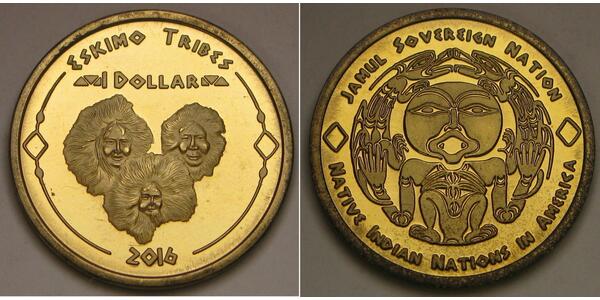 ESKIMO TRIBES
1 DOLLAR
2016
JAMUL SOVEREIGN NATION
NATIVE INDIAN NATIONS IN AMERICA